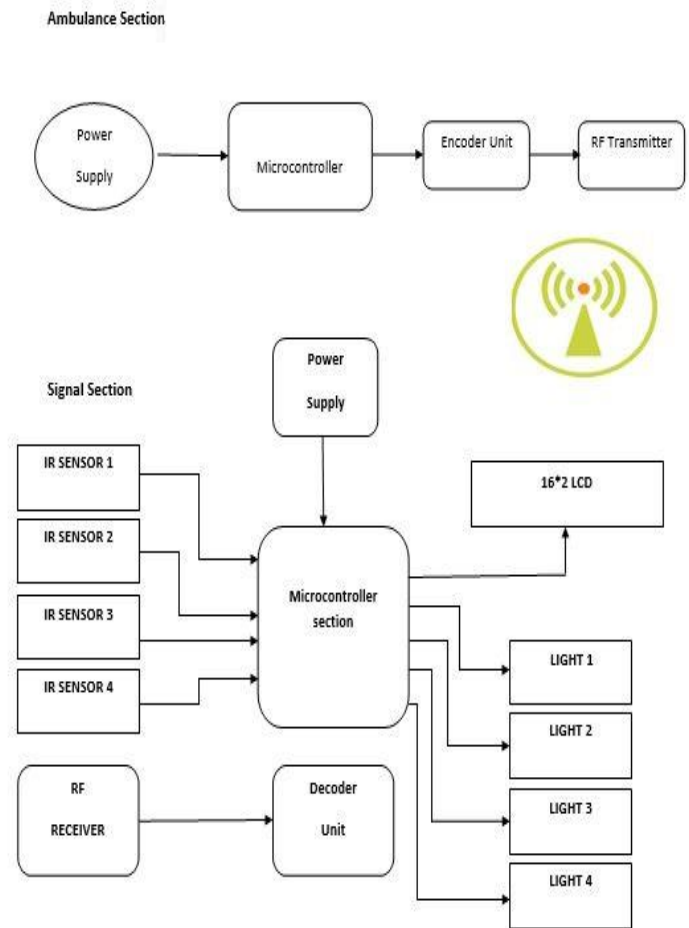 Ambulance Section
Power
Supply
Microcontroller
Encoder Unit
RF Transmitter
Power
Supply
Signal Section
IR SENSOR 1
IR SENSOR 2
IR SENSOR 3
IR SENSOR 4
Microcontroller
section
16*2 LCD
LIGHT 1
LIGHT 2
LIGHT 3
LIGHT 4
RF
RECEIVER
Decoder
Unit